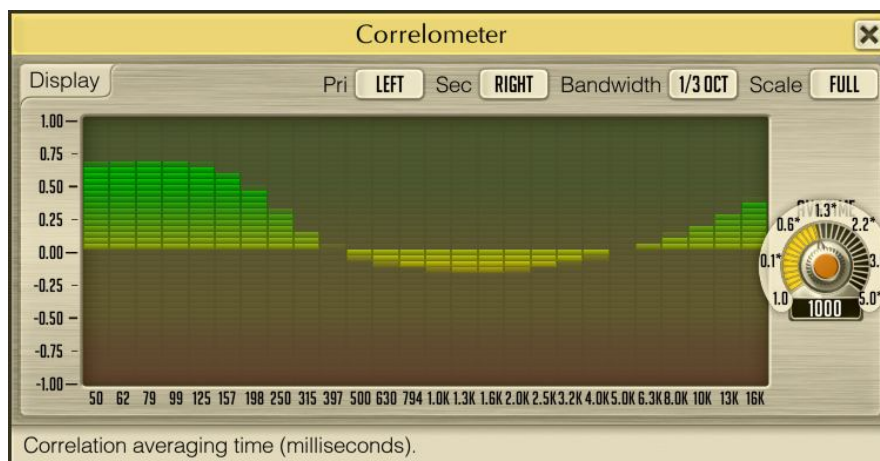 Correlometer
Display
Pri LEFT Sec RIGHT Bandwidth 1/3 OCT Scale FULL
1.00
0.75
0.50
0.25
0.00
-0.25
-0.50
-0.75
-1.00
50 62 79 99 125 157 198 250 315 397 500 630 794 1.0K 1.3K 1.6K 2.0K 2.5K 3.2K 4.0K 5.0K 6.3K 8.0K 10K 13K 16K
1.3*
0.6* 2.2*
0.1* 3.
1.0 5.0*
1000
Correlation averaging time (milliseconds).